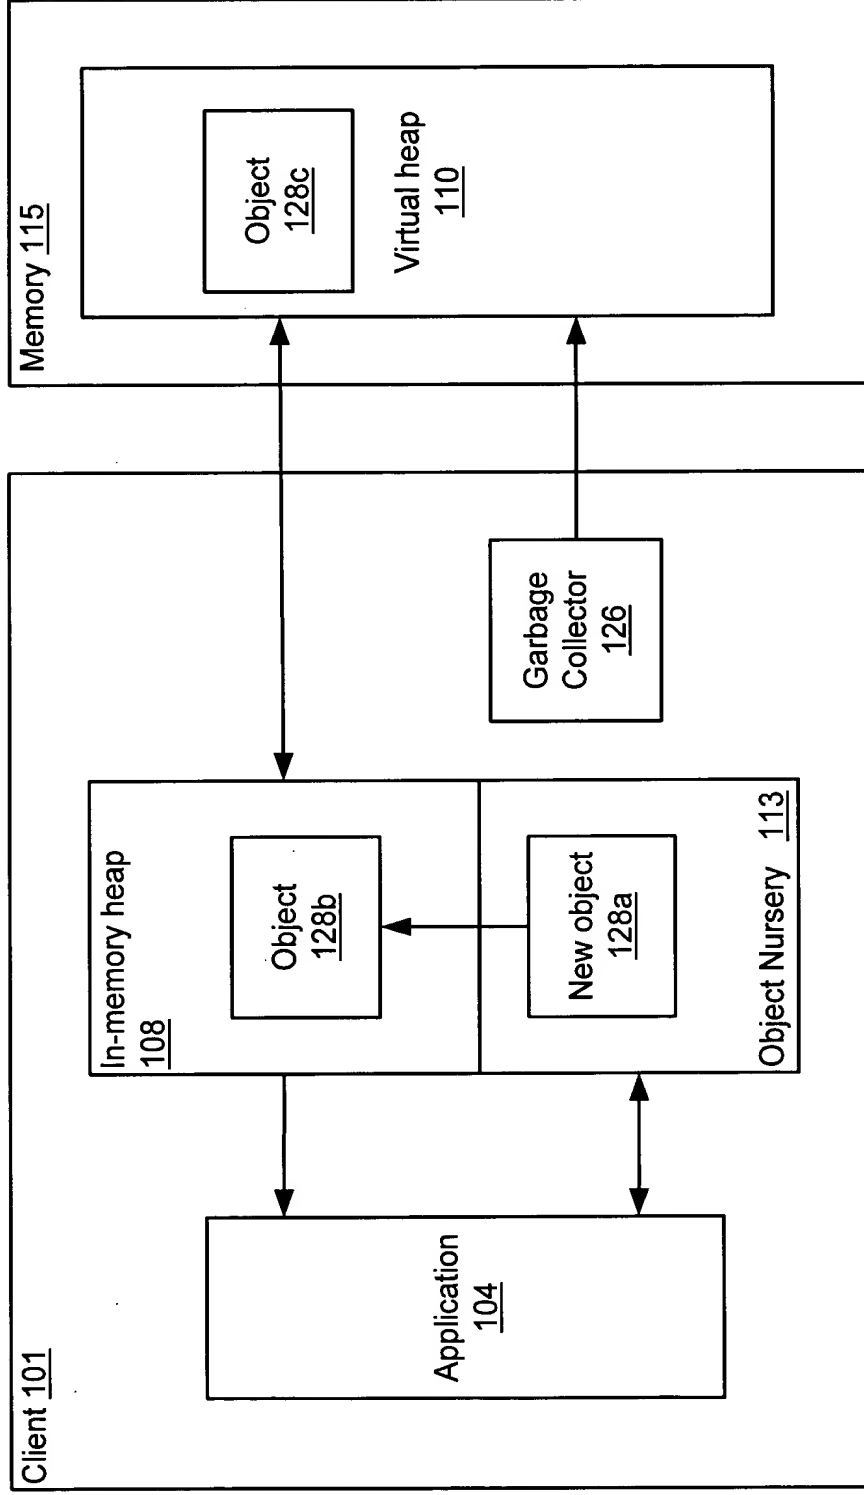 Client 101
Application
104
In-memory heap
108
Object
128b
New object
128a
Object Nursery 113
Garbage
Collector
126
Memory 115
Object
128c
Virtual heap
110